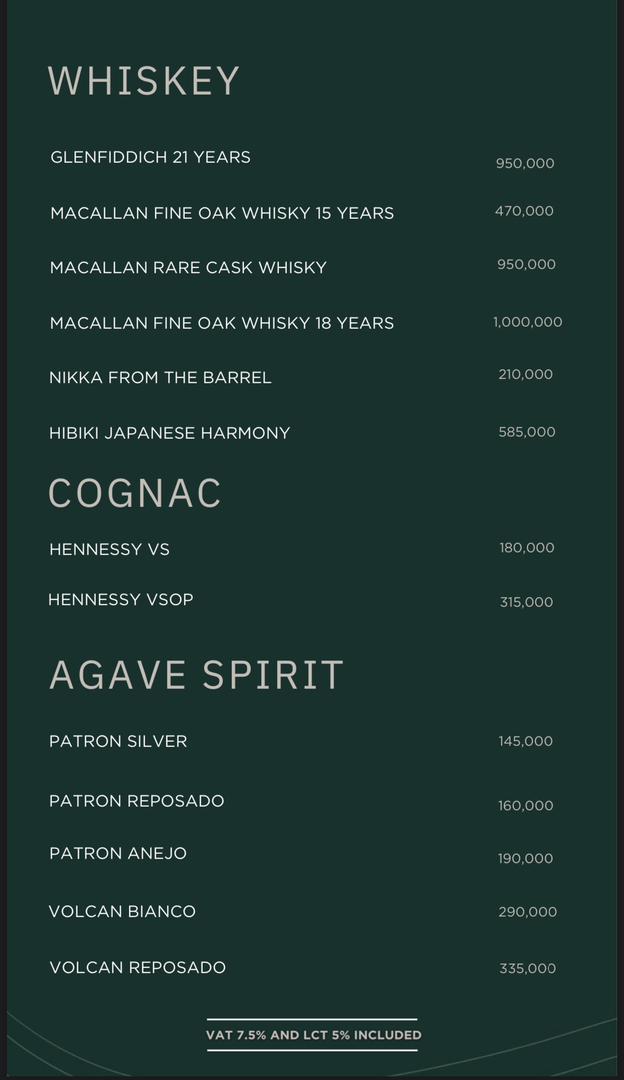 WHISKEY
GLENFIDDICH 21 YEARS 950,000
MACALLAN FINE OAK WHISKY 15 YEARS 470,000
MACALLAN RARE CASK WHISKY 950,000
MACALLAN FINE OAK WHISKY 18 YEARS 1,000,000
NIKKA FROM THE BARREL 210,000
HIBIKI JAPANESE HARMONY 585,000
COGNAC
HENNESSY VS 180,000
HENNESSY VSOP 315,000
AGAVE SPIRIT
PATRON SILVER 145,000
PATRON REPOSADO 160,000
PATRON ANEJO 190,000
VOLCAN BIANCO 290,000
VOLCAN REPOSADO 335,000
VAT 7.5% AND LCT 5% INCLUDED